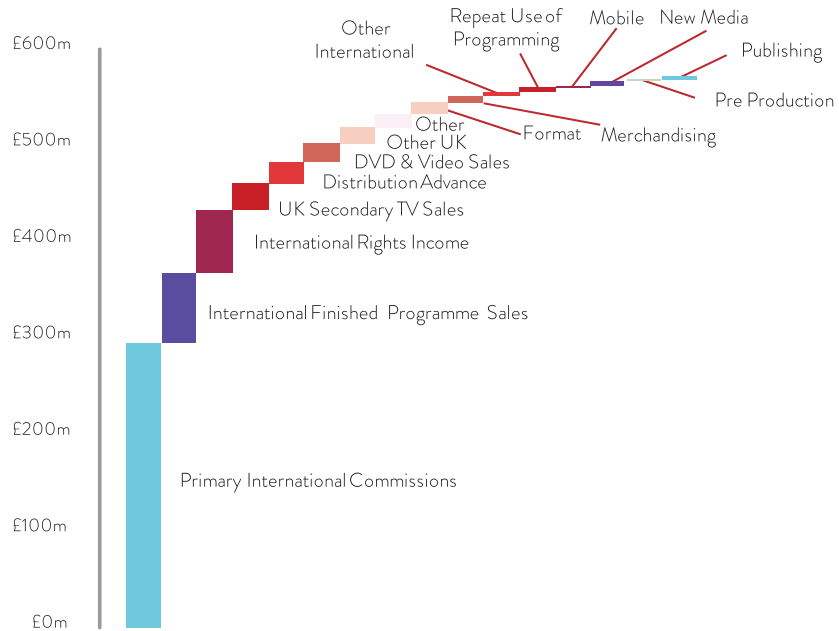 £600m
£500m
£400m
£300m
£200m
£100m
£0m
Other
International
Repeat Use of
Programming
Mobile
New Media
Publishing
Pre Production
Merchandising
Format
Other
Other UK
DVD & Video Sales
Distribution Advance
UK Secondary TV Sales
International Rights Income
International Finished Programme Sales
Primary International Commissions